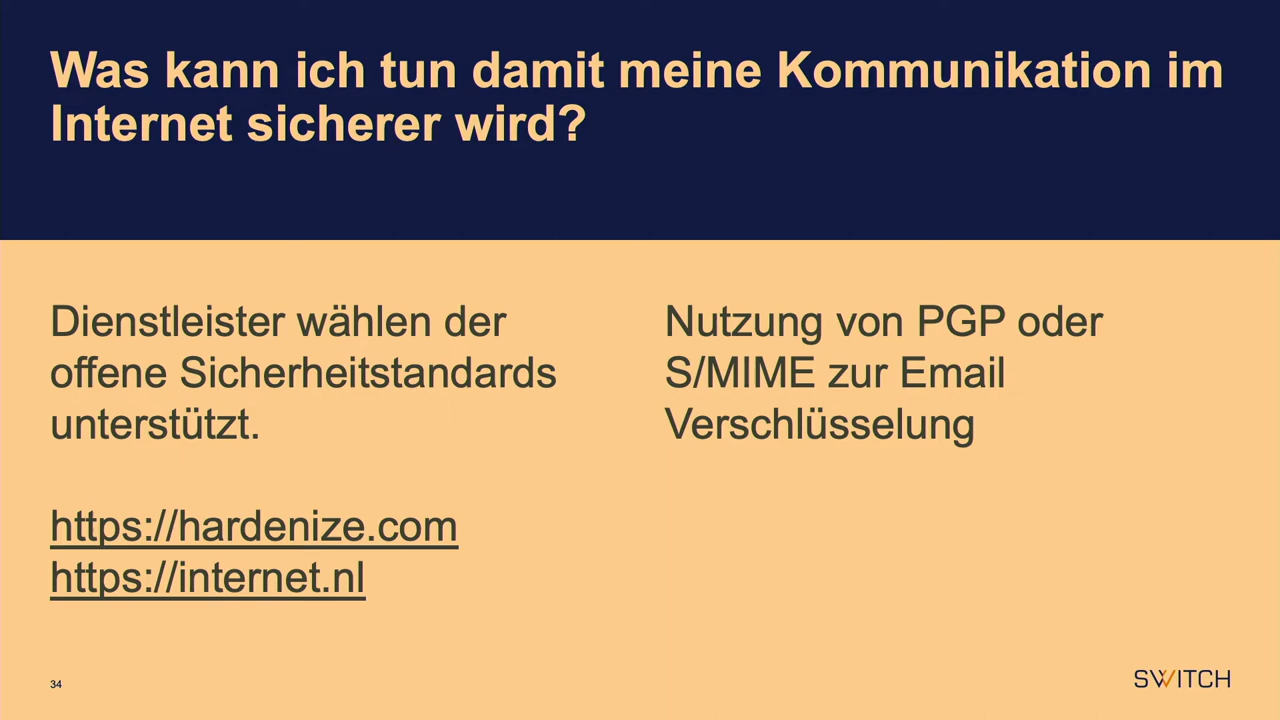 Was kann ich tun damit meine Kommunikation im
Internet sicherer wird?
Dienstleister wählen der
offene Sicherheitstandards
unterstützt.
https://hardenize.com
https://internet.nl
Nutzung von PGP oder
S/MIME zur Email
Verschlüsselung
34
SWITCH